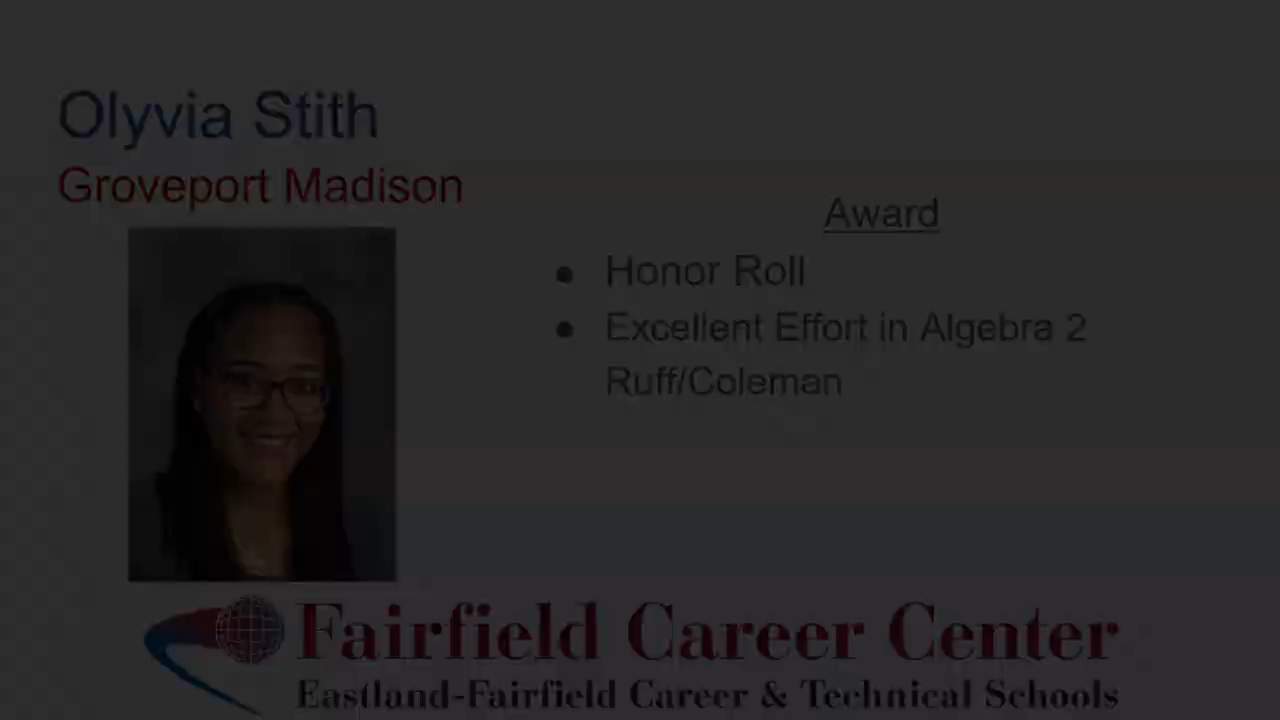 Olyvia Stith
Groveport Madison
Award
● Honor Roll
● Excellent Effort in Algebra 2
Ruff/Coleman
Fairfield Career Center
Eastland-Fairfield Career & Technical Schools